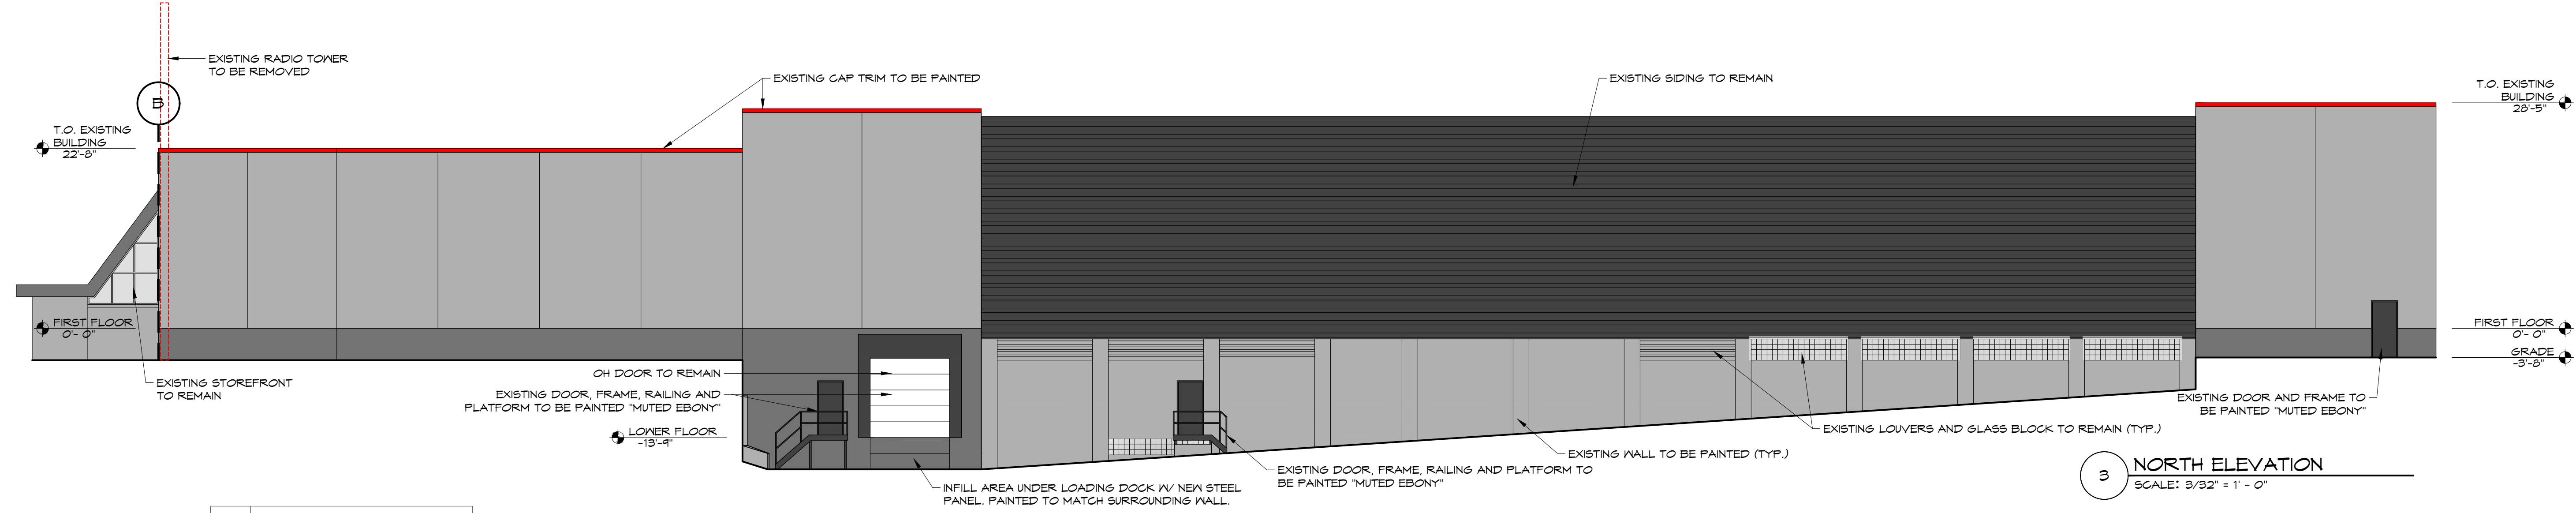 EXISTING RADIO TOWER
TO BE REMOVED
B
T.O. EXISTING
BUILDING
22'-8"
FIRST FLOOR
0'- 0"
EXISTING STOREFRONT
TO REMAIN
EXISTING CAP TRIM TO BE PAINTED
OH DOOR TO REMAIN
EXISTING DOOR, FRAME, RAILING AND
PLATFORM TO BE PAINTED "MUTED EBONY"
LOWER FLOOR
-13'-9"
INFILL AREA UNDER LOADING DOCK W/ NEW STEEL
PANEL. PAINTED TO MATCH SURROUNDING WALL.
EXISTING DOOR, FRAME, RAILING AND PLATFORM TO
BE PAINTED "MUTED EBONY"
EXISTING SIDING TO REMAIN
EXISTING WALL TO BE PAINTED (TYP.)
EXISTING LOUVERS AND GLASS BLOCK TO REMAIN (TYP.)
T.O. EXISTING
BUILDING
28'-5"
FIRST FLOOR
0'- 0"
GRADE
-3'-8"
EXISTING DOOR AND FRAME TO
BE PAINTED "MUTED EBONY"
3
NORTH ELEVATION
SCALE: 3/32" = 1' - 0"